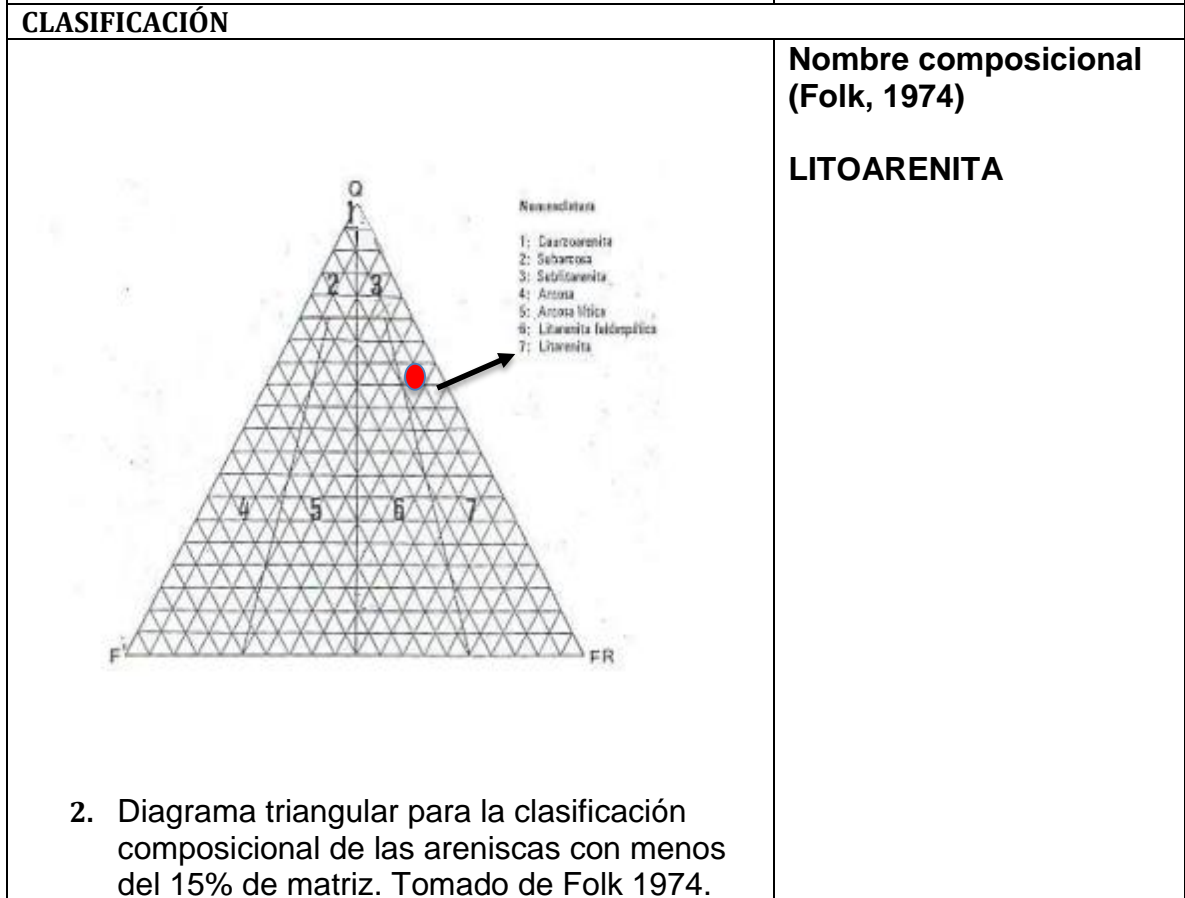 CLASIFICACIÓN
Nombre composicional
(Folk, 1974)
LITOARENITA
Q
Nomenclatura
1
1: Cuarzoarenita
2: Subarcosa
2 3
3: Sublitarenita
4: Arcosa
5: Arcosa lítica
6: Litarenita feldespática
7: Litarenita
4 5 6 7
F FR
2. Diagrama triangular para la clasificación
composicional de las areniscas con menos
del 15% de matriz. Tomado de Folk 1974.